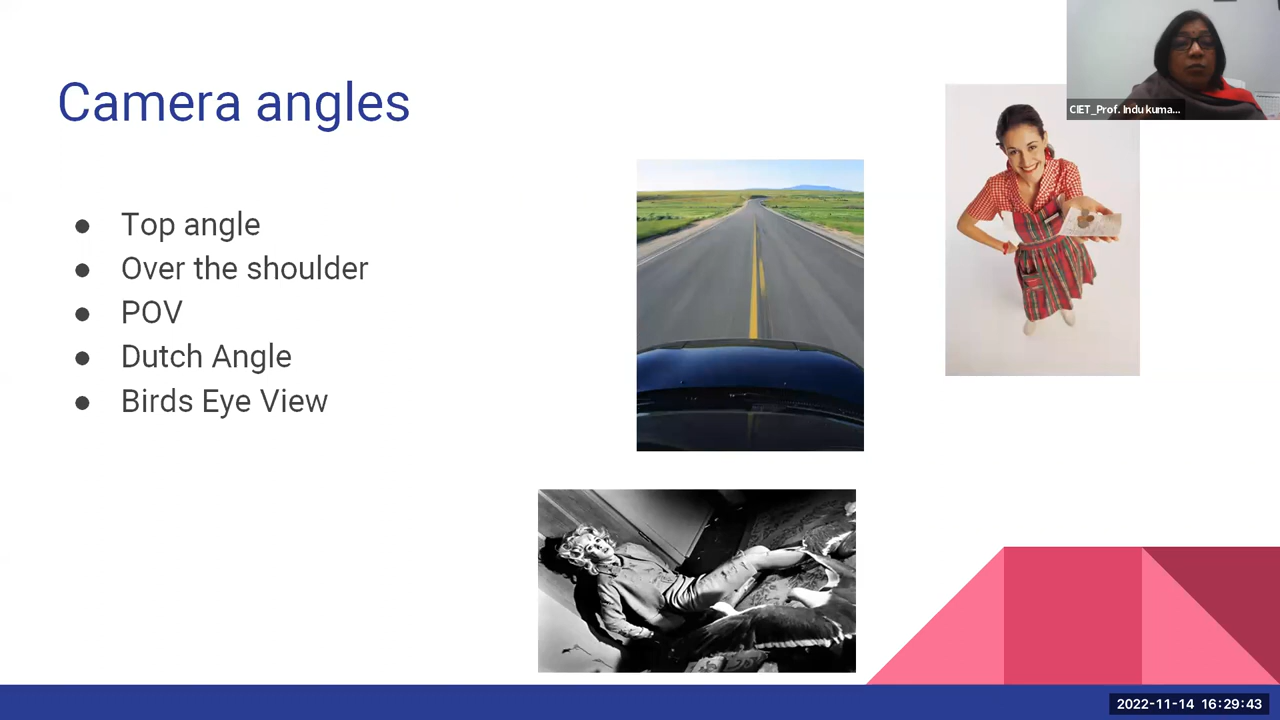 Camera angles
● Top angle
● Over the shoulder
● POV
● Dutch Angle
● Birds Eye View
CIET_Prof. Indu kuma...
2022-11-14 16:29:43